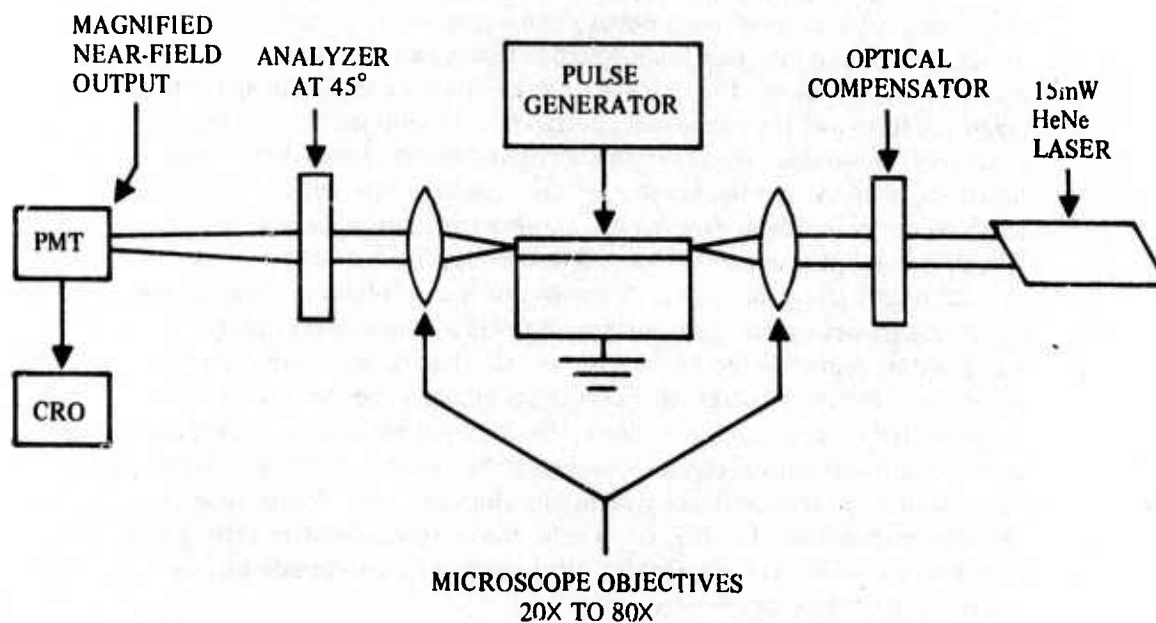 MAGNIFIED
NEAR-FIELD
OUTPUT
ANALYZER
AT 45°
PULSE
GENERATOR
OPTICAL
COMPENSATOR
15mW
HeNe
LASER
PMT
CRO
MICROSCOPE OBJECTIVES
20X TO 80X